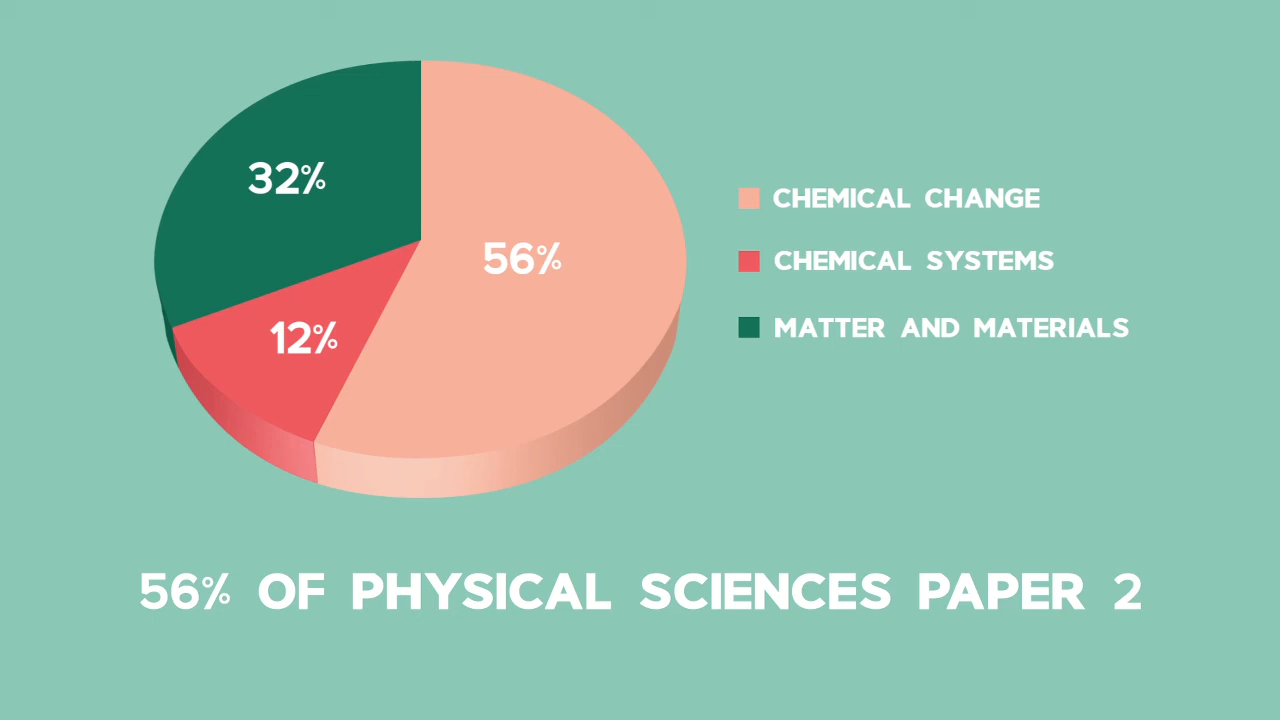 32%
56%
12%
CHEMICAL CHANGE
CHEMICAL SYSTEMS
MATTER AND MATERIALS
56% OF PHYSICAL SCIENCES PAPER 2